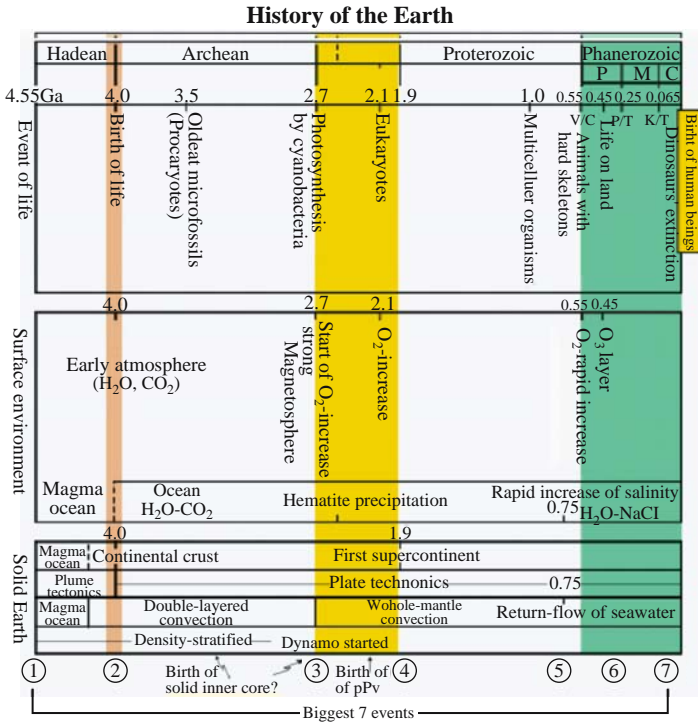 History of the Earth
Hadean
Archean
Proterozoic
Phanerozoic
P
M
C
4.55Ga
4.0
3.5
2.7
2.1
1.9
1.0
0.55
0.45
0.25
0.065
V/C
P/T
K/T
Event of life
Birth of life
Oldeat microfossils
(Procaryotes)
Photosynthesis
by cyanobacteria
Eukaryotes
Multicelluer organisms
Animals with
hard skeletons
Life on land
Dinosaurs' extinction
Birht of human
beings
4.0
2.7
2.1
0.55
0.45
Surface environment
Early atmosphere
(H2O, CO2)
strong
Magnetosphere
Start of O2-increase
O2-increase
O2-rapid increase
O3 layer
Magma
ocean
Ocean
H2O-CO2
Hematite precipitation
Rapid increase of salinity
0.75
H2O-NaCI
4.0
1.9
Solid Earth
Magma
ocean
Continental crust
First supercontinent
Plume
tectonics
Plate technonics
0.75
Magma
ocean
Double-layered
convection
Wohole-mantle
convection
Return-flow of seawater
Density-stratified
Dynamo started
1
2
3
4
5
6
7
Birth of
solid inner core?
Birth of
of pPv
Biggest 7 events